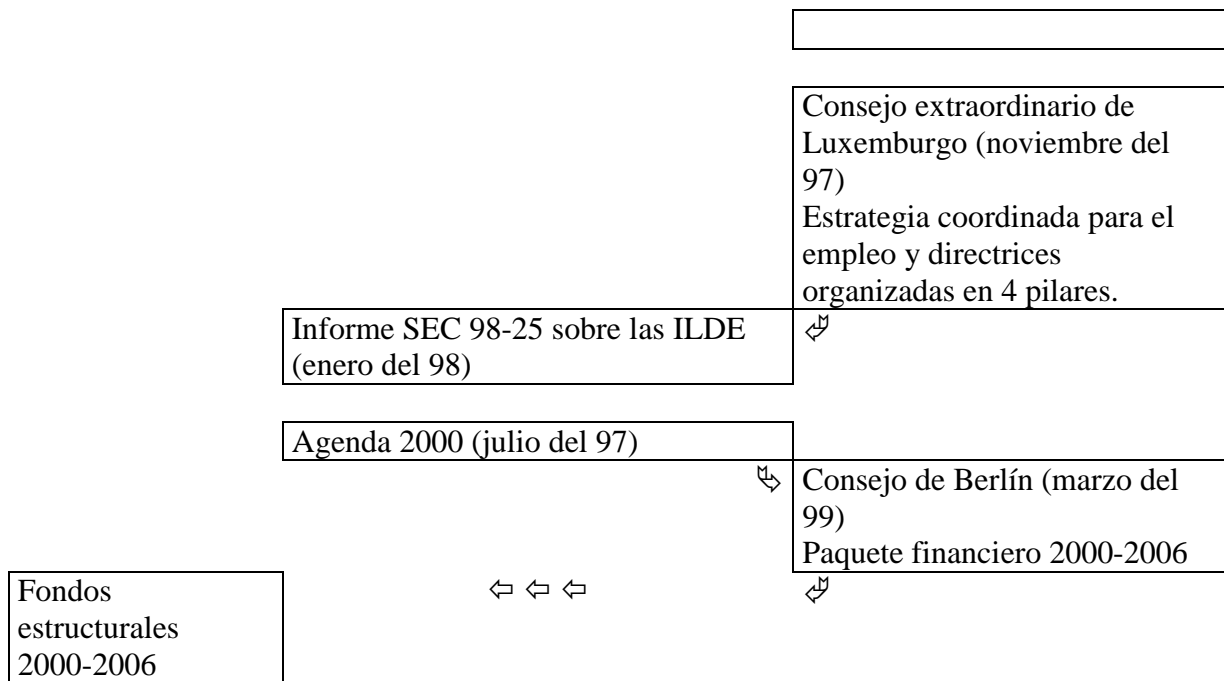 Consejo extraordinario de
Luxemburgo (noviembre del
97)
Estrategia coordinada para el
empleo y directrices
organizadas en 4 pilares.
Informe SEC 98-25 sobre las ILDE
(enero del 98)
Agenda 2000 (julio del 97)
Consejo de Berlín (marzo del
99)
Paquete financiero 2000-2006
Fondos
estructurales
2000-2006